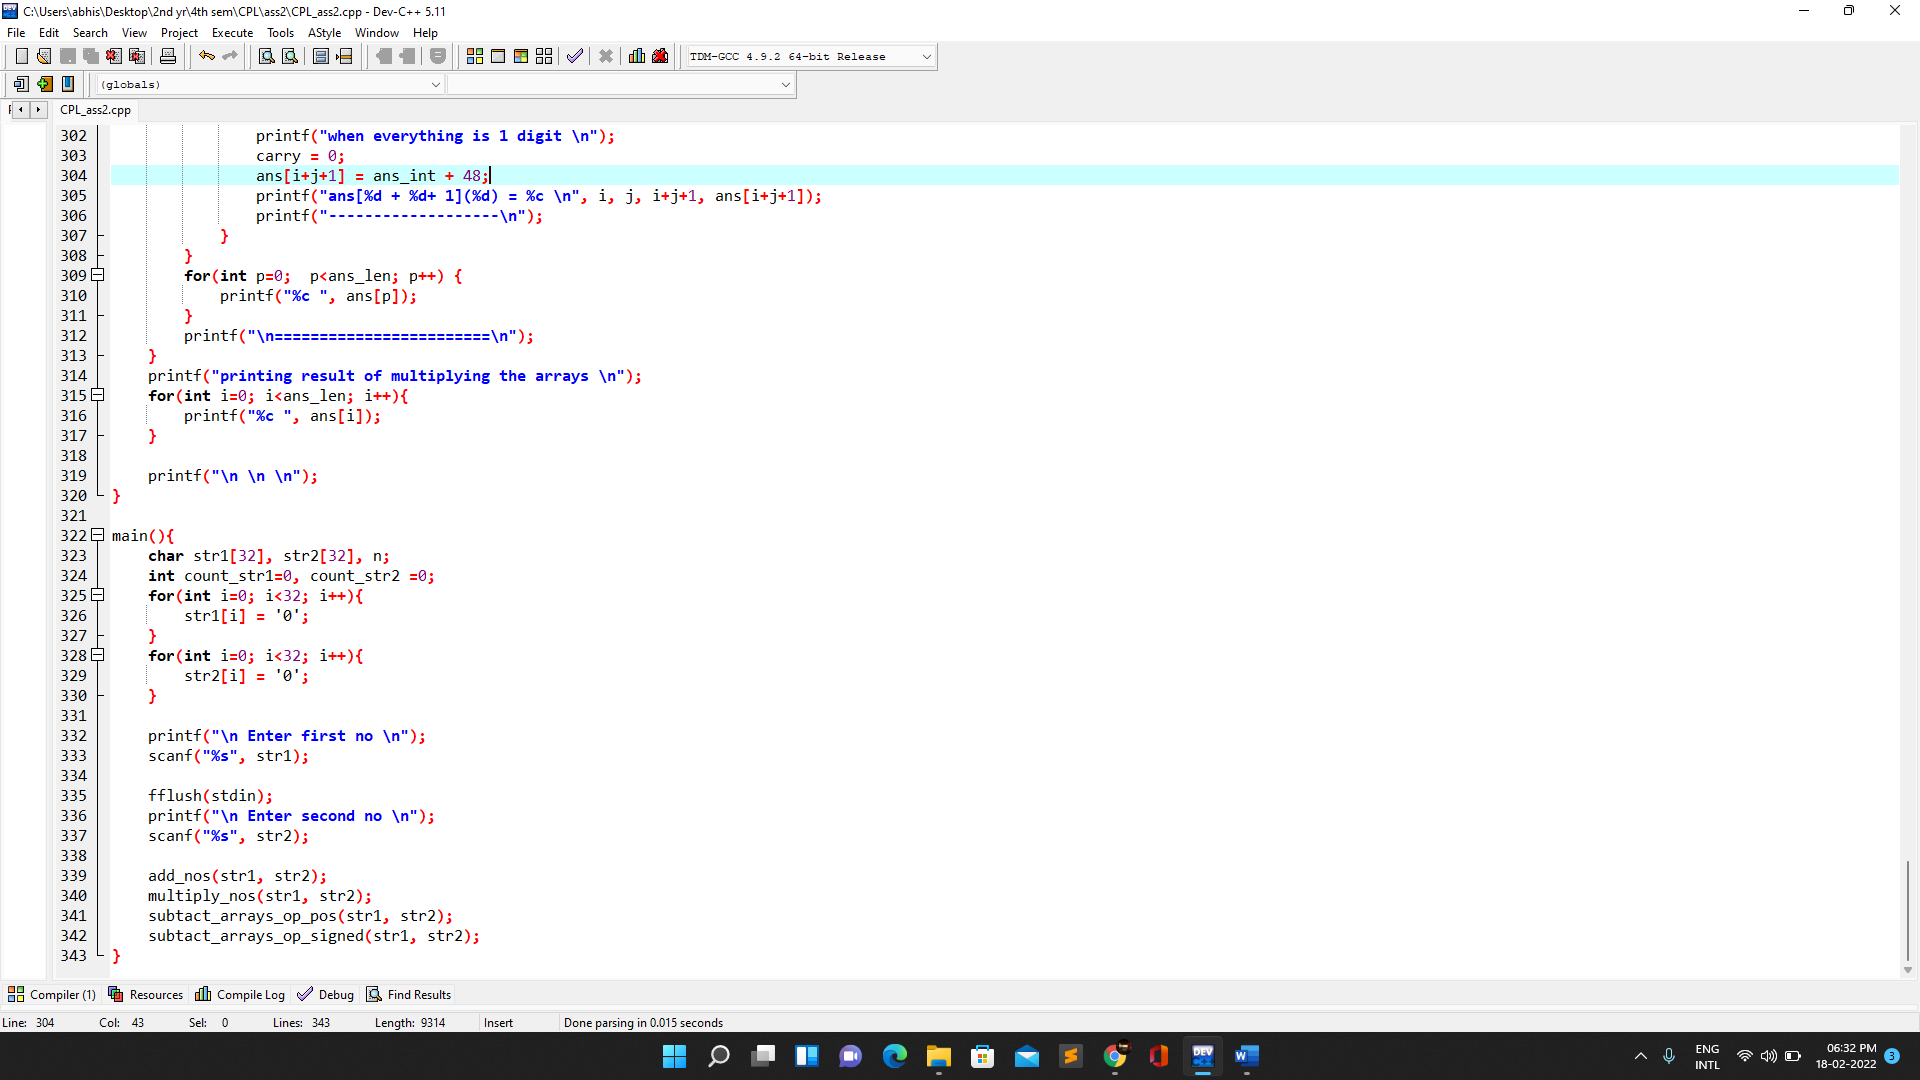 C:\Users\abhis\Desktop\2nd yr\4th sem\CPL\ass2\CPL_ass2.cpp - Dev-C++ 5.11
File Edit Search View Project Execute Tools AStyle Window Help
TDM-GCC 4.9.2 64-bit Release
(globals)
CPL_ass2.cpp
302 printf("when everything is 1 digit \n");
303 carry = 0;
304 ans[i+j+1] = ans_int + 48;
305 printf("ans[%d + %d+ 1](%d) = %c \n", i, j, i+j+1, ans[i+j+1]);
306 printf("-------------------\n");
307 }
308 }
309 for(int p=0;  p<ans_len; p++) {
310 printf("%c ", ans[p]);
311 }
312 printf("\n========================\n");
313 }
314 printf("printing result of multiplying the arrays \n");
315 for(int i=0; i<ans_len; i++){
316 printf("%c ", ans[i]);
317 }
318
319 printf("\n \n \n");
320 }
321
322 main(){
323 char str1[32], str2[32], n;
324 int count_str1=0, count_str2 =0;
325 for(int i=0; i<32; i++){
326 str1[i] = '0';
327 }
328 for(int i=0; i<32; i++){
329 str2[i] = '0';
330 }
331
332 printf("\n Enter first no \n");
333 scanf("%s", str1);
334
335 fflush(stdin);
336 printf("\n Enter second no \n");
337 scanf("%s", str2);
338
339 add_nos(str1, str2);
340 multiply_nos(str1, str2);
341 subtact_arrays_op_pos(str1, str2);
342 subtact_arrays_op_signed(str1, str2);
343 }
Compiler (1) Resources Compile Log Debug Find Results
Line: 304 Col: 43 Sel: 0 Lines: 343 Length: 9314 Insert Done parsing in 0.015 seconds
DEV
ENG
INTL
06:32 PM
18-02-2022
3